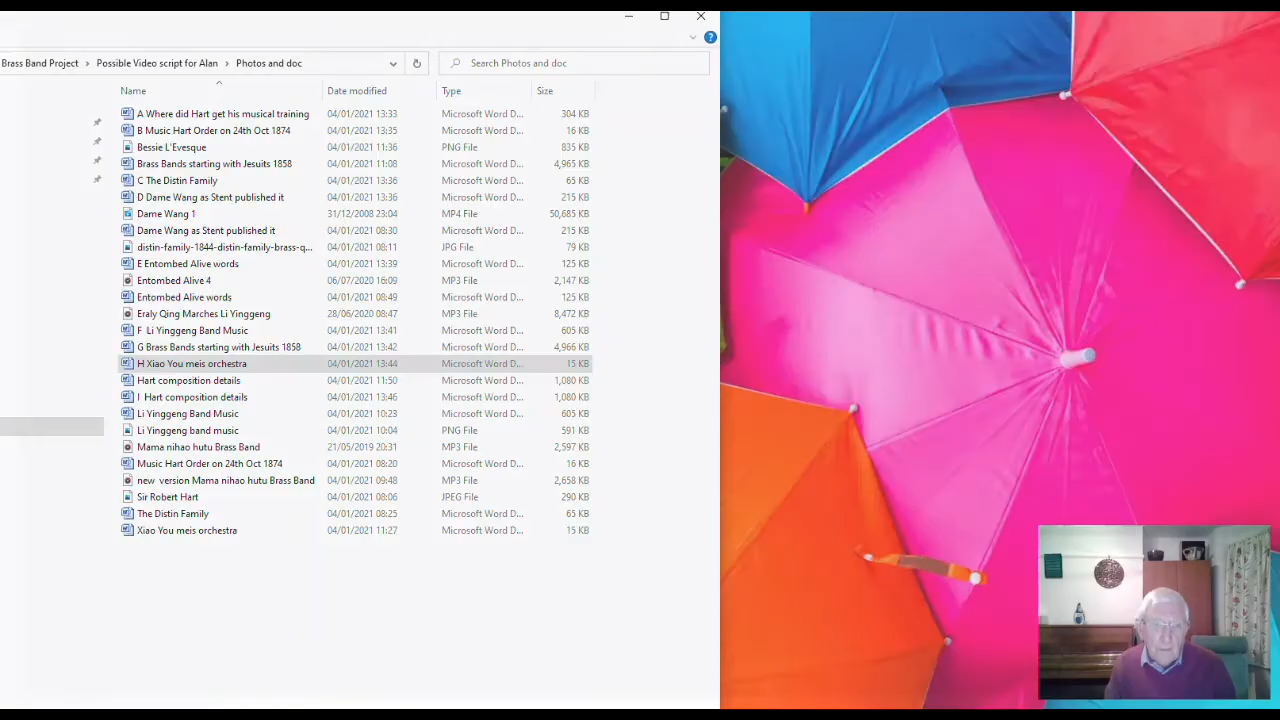 Brass Band Project > Possible Video script for Alan > Photos and doc
Search Photos and doc
Name Date modified Type Size
A Where did Hart get his musical training 04/01/2021 13:33 Microsoft Word D... 304 KB
B Music Hart Order on 24th Oct 1874 04/01/2021 13:35 Microsoft Word D... 16 KB
Bessie L'Evesque 04/01/2021 11:36 PNG File 835 KB
Brass Bands starting with Jesuits 1858 04/01/2021 11:08 Microsoft Word D... 4,965 KB
C The Distin Family 04/01/2021 13:36 Microsoft Word D... 65 KB
D Dame Wang as Stent published it 04/01/2021 13:36 Microsoft Word D... 215 KB
Dame Wang 1 31/12/2008 23:04 MP4 File 50,685 KB
Dame Wang as Stent published it 04/01/2021 08:30 Microsoft Word D... 215 KB
distin-family-1844-distin-family-brass-q... 04/01/2021 08:11 JPG File 79 KB
E Entombed Alive words 04/01/2021 13:39 Microsoft Word D... 125 KB
Entombed Alive 4 06/07/2020 16:09 MP3 File 2,147 KB
Entombed Alive words 04/01/2021 08:49 Microsoft Word D... 125 KB
Eraly Qing Marches Li Yinggeng 28/06/2020 08:47 MP3 File 8,472 KB
F Li Yinggeng Band Music 04/01/2021 13:41 Microsoft Word D... 605 KB
G Brass Bands starting with Jesuits 1858 04/01/2021 13:42 Microsoft Word D... 4,966 KB
H Xiao You meis orchestra 04/01/2021 13:44 Microsoft Word D... 15 KB
Hart composition details 04/01/2021 11:50 Microsoft Word D... 1,080 KB
I Hart composition details 04/01/2021 13:46 Microsoft Word D... 1,080 KB
Li Yinggeng Band Music 04/01/2021 10:23 Microsoft Word D... 605 KB
Li Yinggeng band music 04/01/2021 10:04 PNG File 591 KB
Mama nihao hutu Brass Band 21/05/2019 20:31 MP3 File 2,597 KB
Music Hart Order on 24th Oct 1874 04/01/2021 08:20 Microsoft Word D... 16 KB
new version Mama nihao hutu Brass Band 04/01/2021 09:48 MP3 File 2,658 KB
Sir Robert Hart 04/01/2021 08:06 JPEG File 290 KB
The Distin Family 04/01/2021 08:25 Microsoft Word D... 65 KB
Xiao You meis orchestra 04/01/2021 11:27 Microsoft Word D... 15 KB